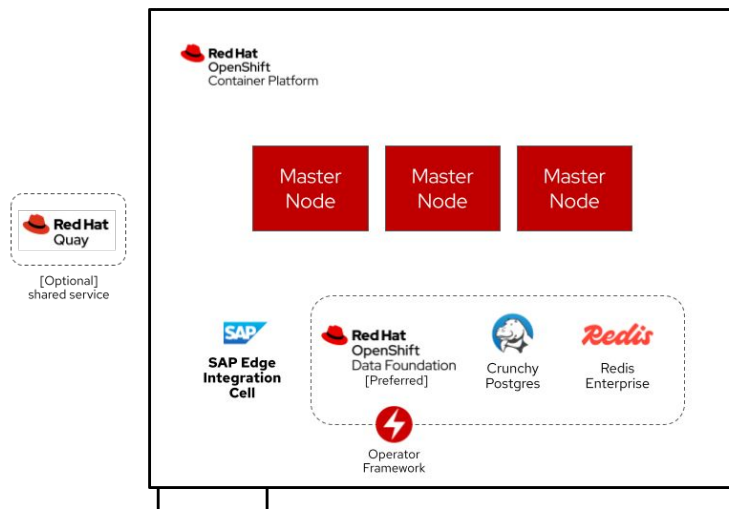 Red Hat
OpenShift
Container Platform
Master
Node
Master
Node
Master
Node
Red Hat
Quay
[Optional]
shared service
SAP
SAP Edge
Integration
Cell
Red Hat
OpenShift
Data Foundation
[Preferred]
Crunchy
Postgres
Redis
Redis
Enterprise
Operator
Framework